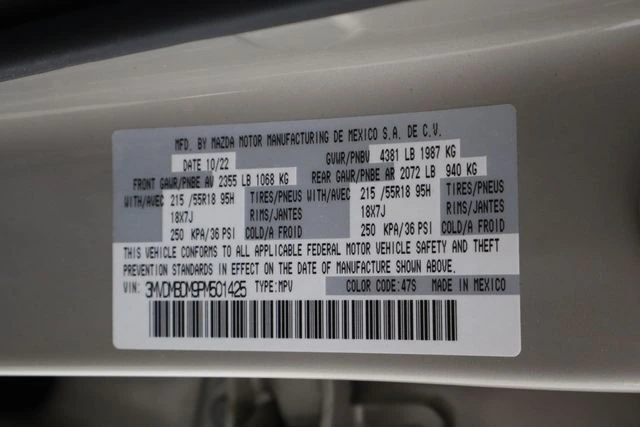 MFD. BY MAZDA MOTOR MANUFACTURING DE MEXICO S.A. DE C.V.
DATE 10/22 GVWR/PNBV 4381 LB 1987 KG
FRONT GAWR/PNBE AV 2355 LB 1068 KG REAR GAWR/PNBE AR 2072 LB 940 KG
WITH/AVEC 215 /55R18 95H TIRES/PNEUS WITH/AVEC 215 /55R18 95H TIRES/PNEUS
18X7J RIMS/JANTES 18X7J RIMS/JANTES
250 KPA/36 PSI COLD/A FROID 250 KPA/36 PSI COLD/A FROID
THIS VEHICLE CONFORMS TO ALL APPLICABLE FEDERAL MOTOR VEHICLE SAFETY AND THEFT
PREVENTION STANDARDS IN EFFECT ON THE DATE OF MANUFACTURE SHOWN ABOVE.
VIN: 3MVDMBDM9PM501425 TYPE:MPV COLOR CODE:47S MADE IN MEXICO